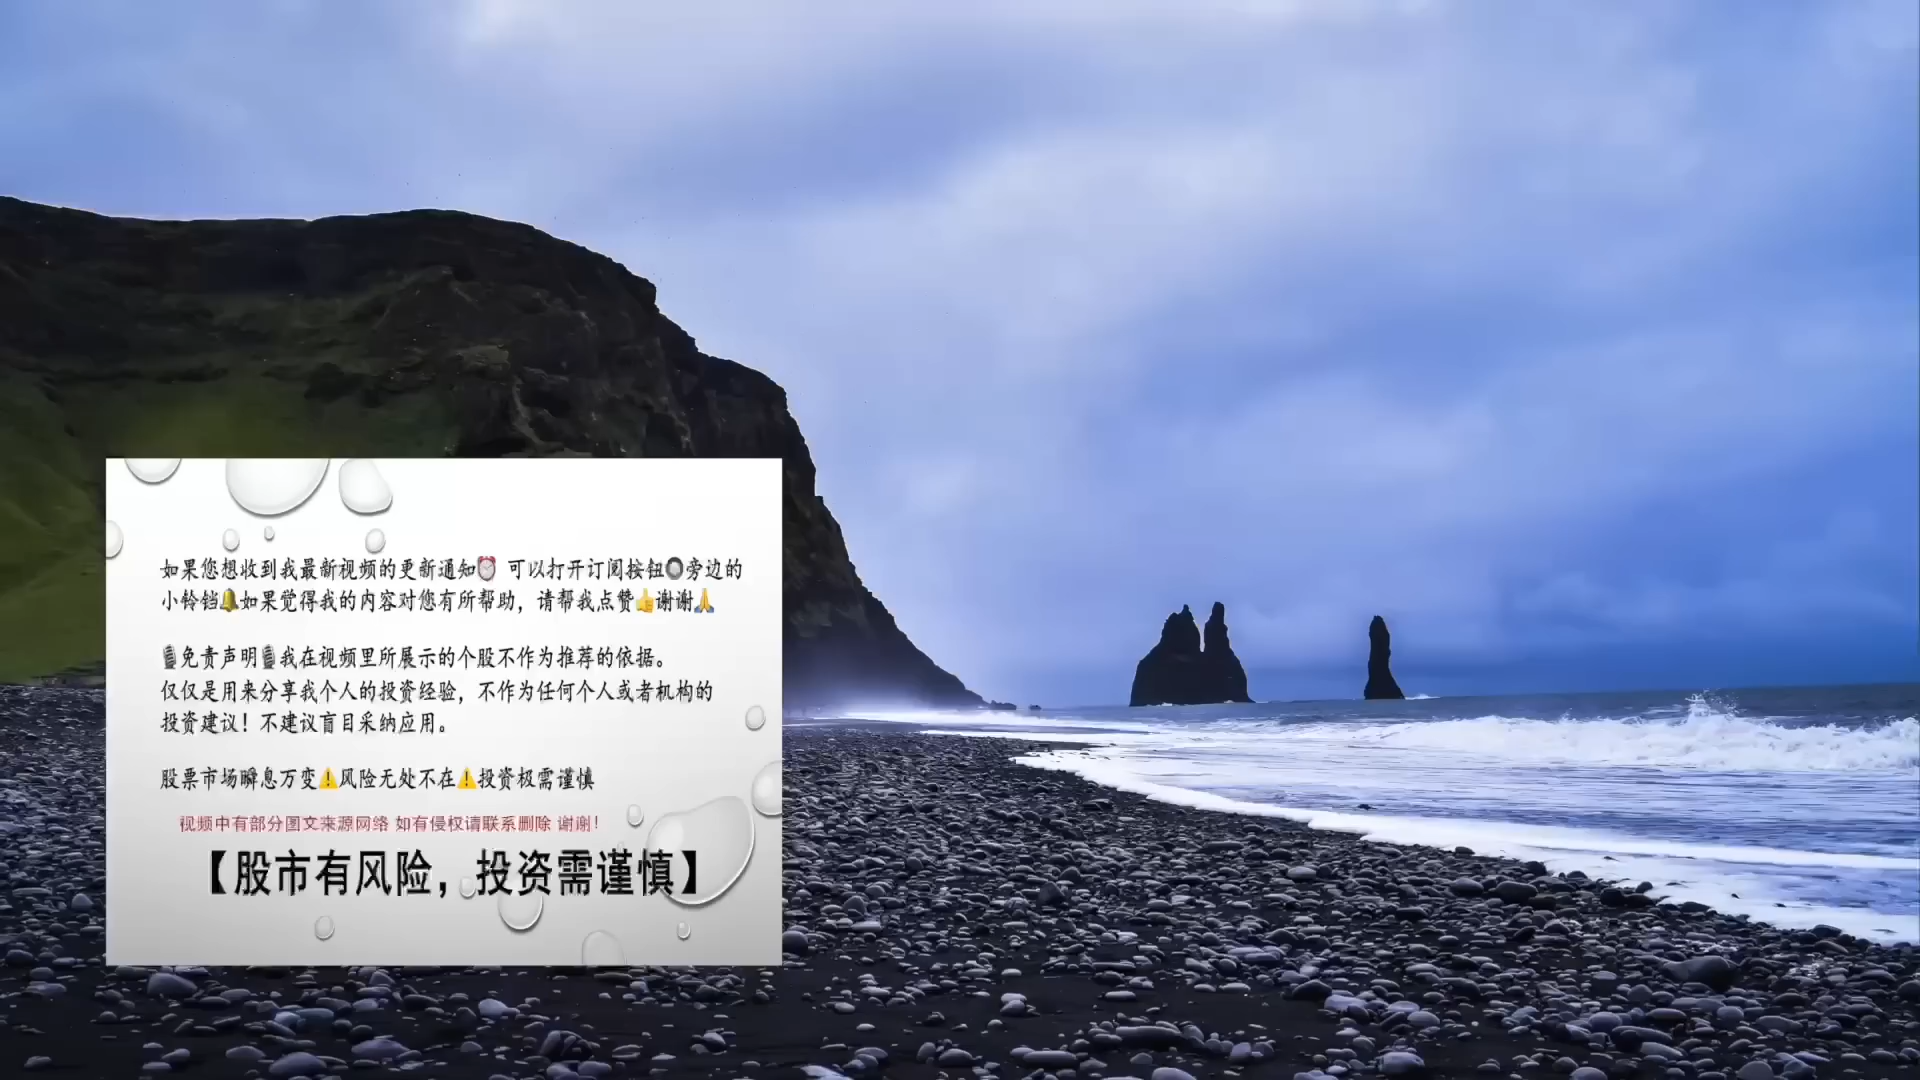 如果您想收到我最新视频的更新通知⏰ 可以打开订阅按钮🔘旁边的
小铃铛🔔如果觉得我的内容对您有所帮助，请帮我点赞👍谢谢🙏
🎙️免责声明🎙️我在视频里所展示的个股不作为推荐的依据。
仅仅是用来分享我个人的投资经验，不作为任何个人或者机构的
投资建议！不建议盲目采纳应用。
股票市场瞬息万变⚠️风险无处不在⚠️投资极需谨慎
视频中有部分图文来源网络 如有侵权请联系删除 谢谢！
【股市有风险，投资需谨慎】